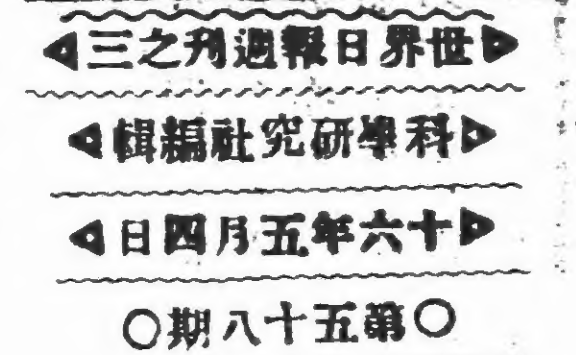 世界日報週刊之三
科學研究社編輯
十六年五月四日
○第五十八期○